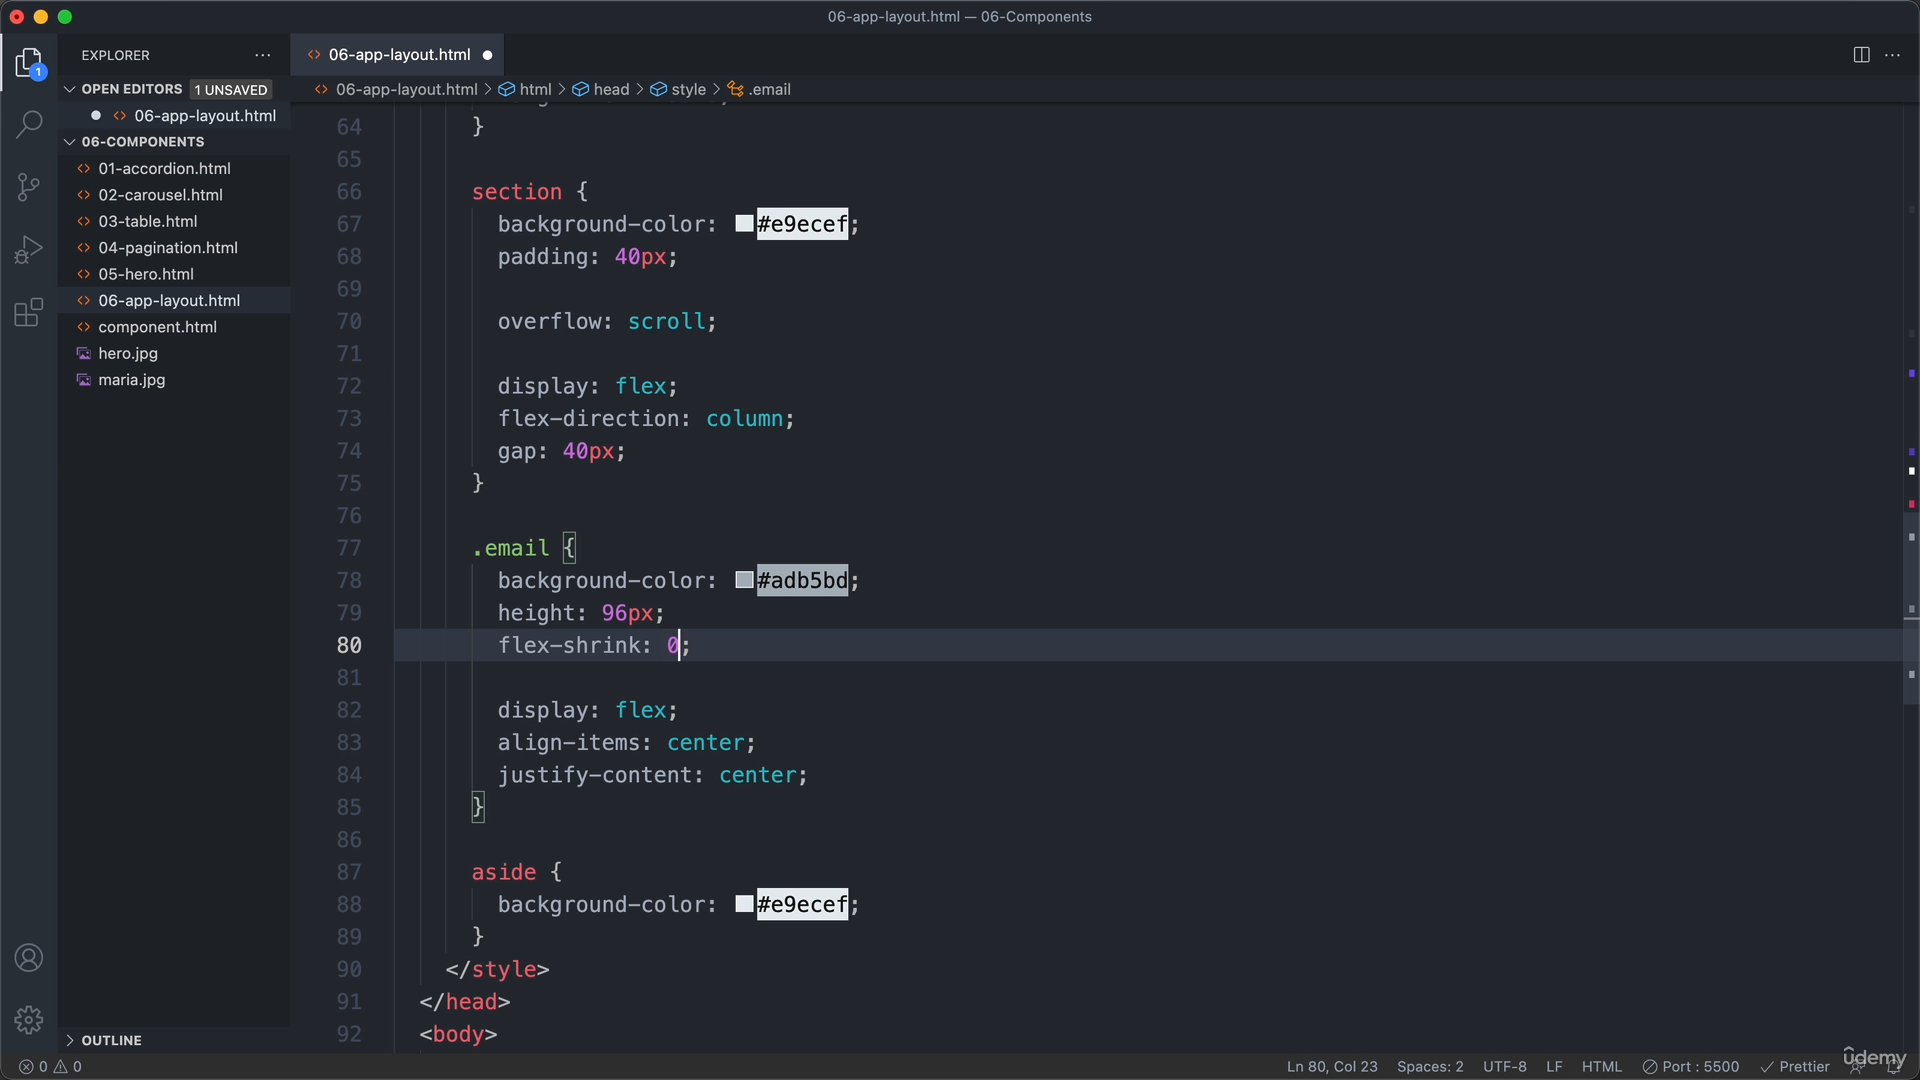 06-app-layout.html — 06-Components
EXPLORER
06-app-layout.html
OPEN EDITORS 1 UNSAVED
06-app-layout.html > html > head > style > .email
1
06-app-layout.html
06-COMPONENTS
01-accordion.html
02-carousel.html
03-table.html
04-pagination.html
05-hero.html
06-app-layout.html
component.html
hero.jpg
maria.jpg
OUTLINE
64 }
65
66 section {
67 background-color: #e9ecef;
68 padding: 40px;
69
70 overflow: scroll;
71
72 display: flex;
73 flex-direction: column;
74 gap: 40px;
75 }
76
77 .email {
78 background-color: #adb5bd;
79 height: 96px;
80 flex-shrink: 0;
81
82 display: flex;
83 align-items: center;
84 justify-content: center;
85 }
86
87 aside {
88 background-color: #e9ecef;
89 }
90 </style>
91 </head>
92 <body>
0 0 Ln 80, Col 23 Spaces: 2 UTF-8 LF HTML Port : 5500 Prettier
ûdemy